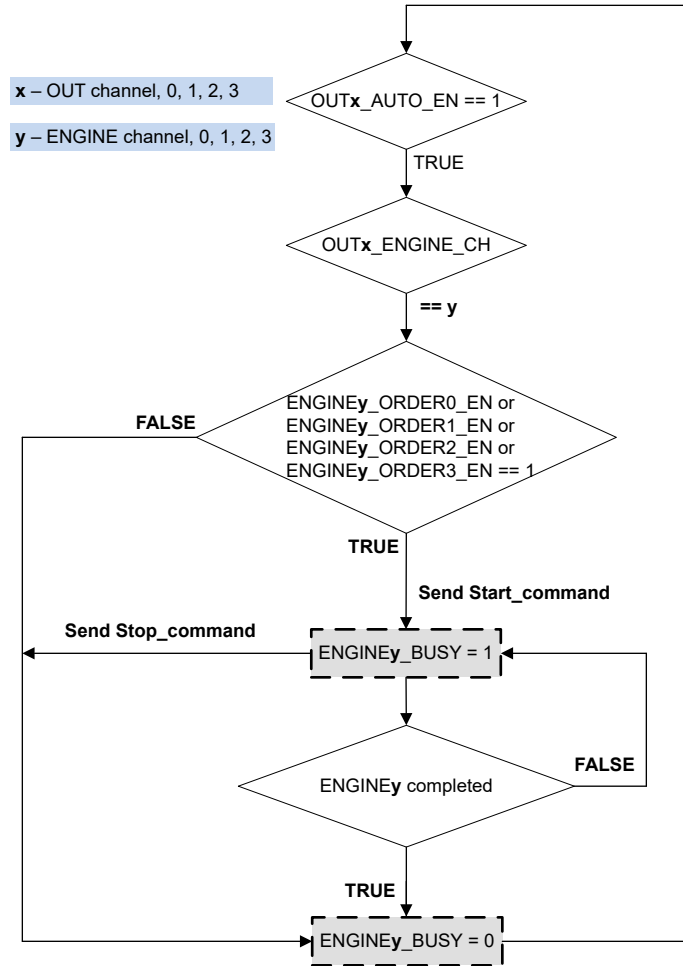 x – OUT channel, 0, 1, 2, 3
OUTx_AUTO_EN == 1
y – ENGINE channel, 0, 1, 2, 3
TRUE
OUTx_ENGINE_CH
== y
FALSE
ENGINEy_ORDER0_EN or
ENGINEy_ORDER1_EN or
ENGINEy_ORDER2_EN or
ENGINEy_ORDER3_EN == 1
TRUE
Send Start_command
Send Stop_command
ENGINEy_BUSY = 1
FALSE
ENGINEy completed
TRUE
ENGINEy_BUSY = 0